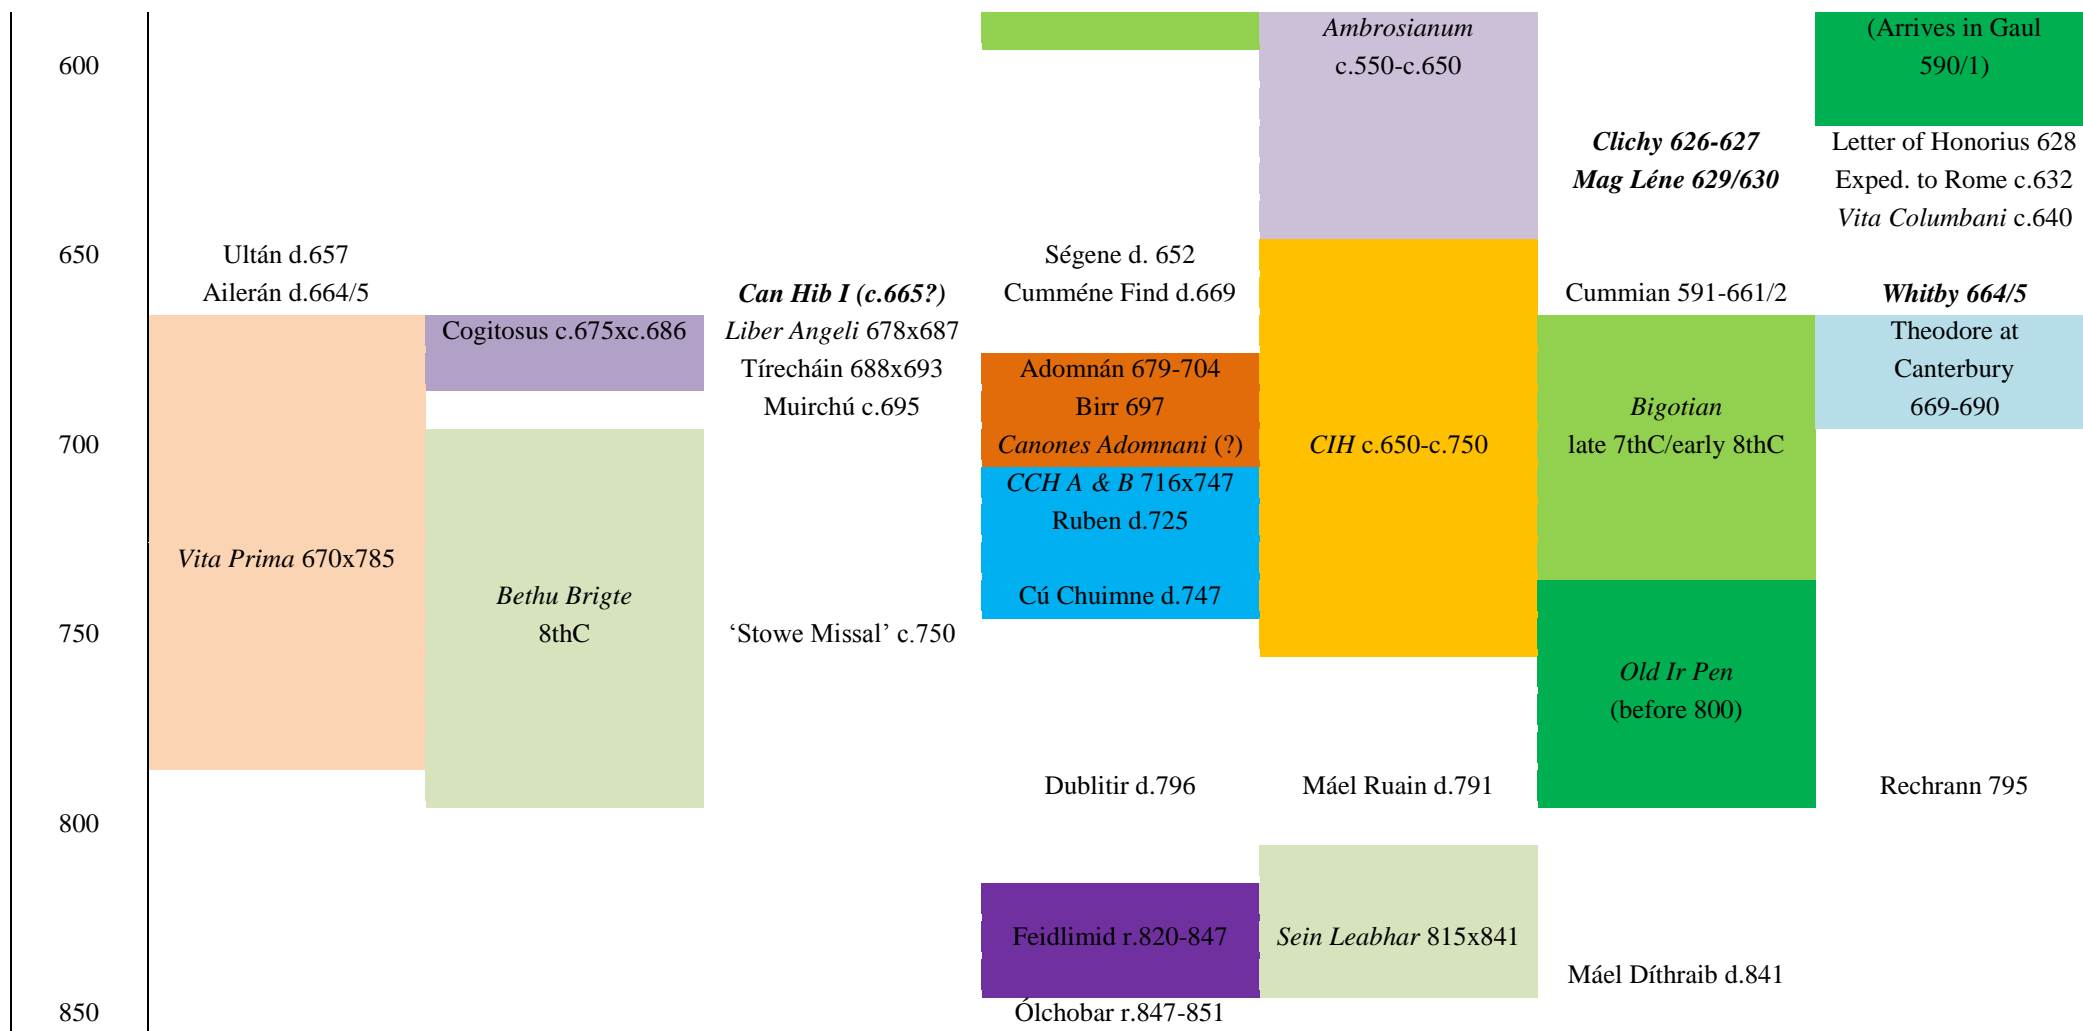 Ambrosianum
(Arrives in Gaul
600
c.550-c.650
590/1)
Clichy 626-627
Letter of Honorius 628
Mag Léne 629/630
Exped. to Rome c.632
Vita Columbani c.640
650
Ultán d.657
Ségene d. 652
Ailerán d.664/5
Can Hib I (c.665?)
Cumméne Find d.669
Cummian 591-661/2
Whitby 664/5
Cogitosus c.675xc.686
Liber Angeli 678x687
Theodore at
Tírecháin 688x693
Adomnán 679-704
Canterbury
Muirchú c.695
Birr 697
Bigotian
669-690
700
Canones Adomnani (?)
CIH c.650-c.750
late 7thC/early 8thC
CCH A & B 716x747
Ruben d.725
Vita Prima 670x785
Bethu Brigte
Cú Chuimne d.747
750
8thC
‘Stowe Missal’ c.750
Old Ir Pen
(before 800)
Dublitir d.796
Máel Ruain d.791
Rechrann 795
800
Feidlimid r.820-847
Sein Leabhar 815x841
Máel Díthraib d.841
850
Ólchobar r.847-851